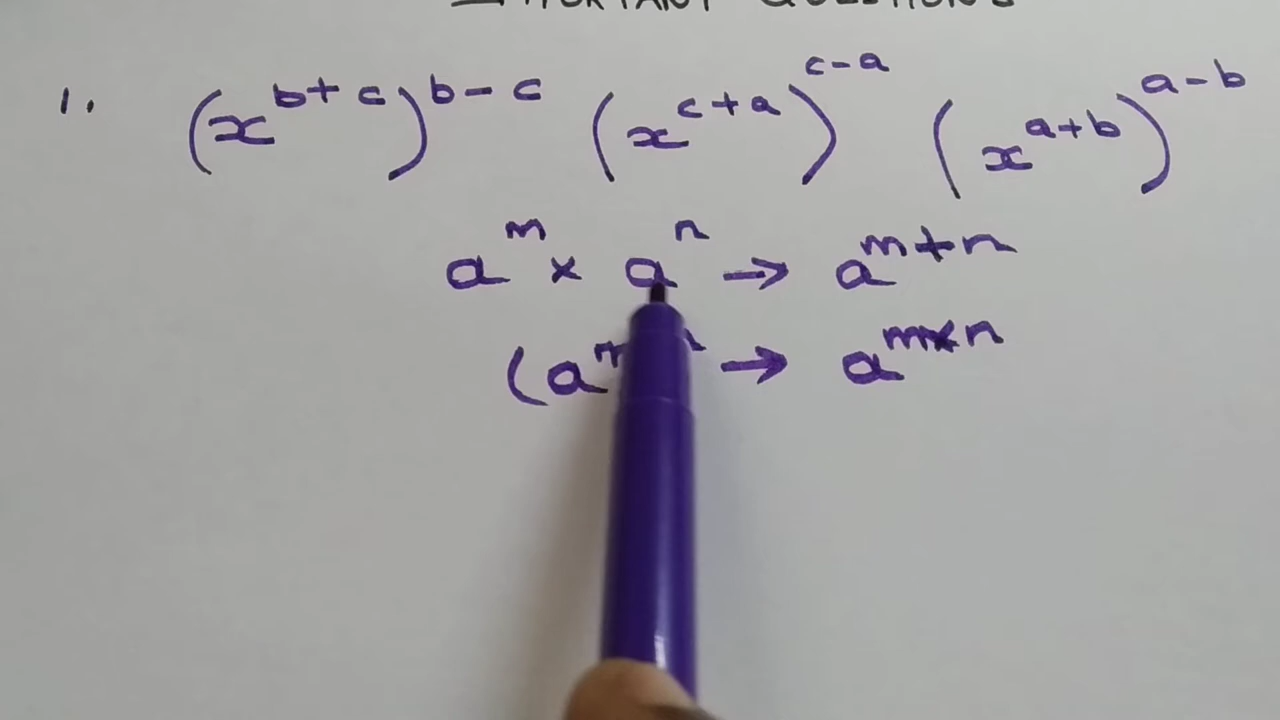 1. (x^{b+c})^{b-c} (x^{c+a})^{c-a} (x^{a+b})^{a-b}
a^m × a^n → a^{m+n}
(a → a^{m×n}